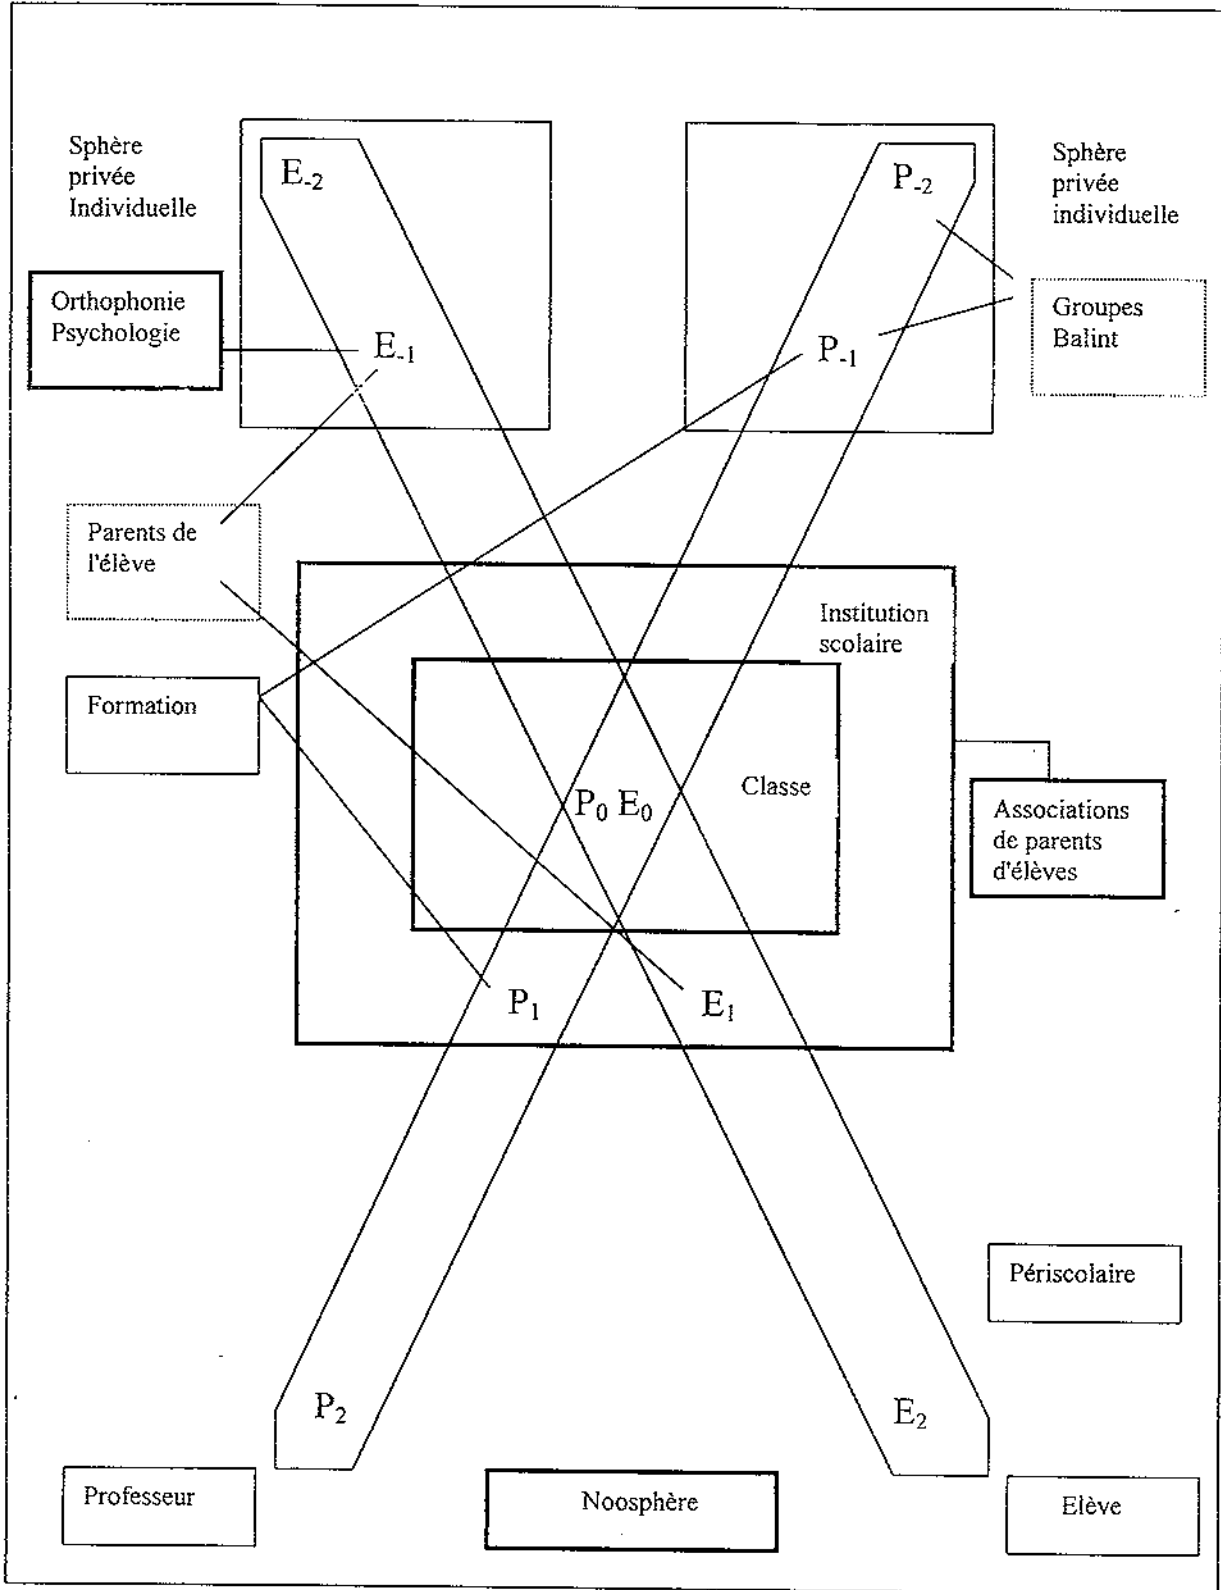 Sphère
privée
Individuelle
E-2
P-2
Sphère
privée
individuelle
Orthophonie
Psychologie
E-1
P-1
Groupes
Balint
Parents de
l'élève
Institution
scolaire
Formation
Classe
P0 E0
Associations
de parents
d'élèves
P1
E1
Périscolaire
P2
E2
Professeur
Noosphère
Elève